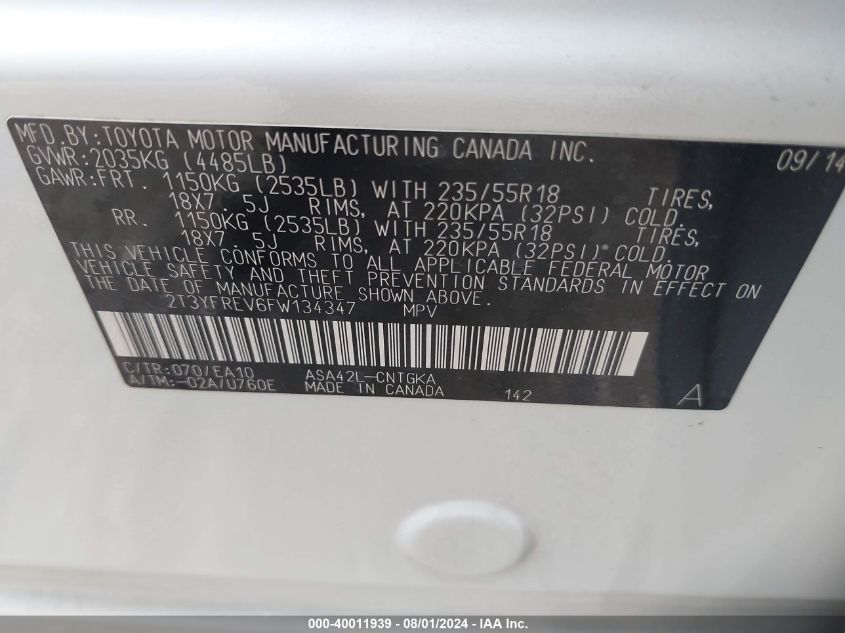 MFD.BY:TOYOTA MOTOR MANUFACTURING CANADA INC. 09/14
GVWR:2035KG (4485LB)
GAWR:FRT. 1150KG (2535LB) WITH 235/55R18 TIRES,
18X7.5J RIMS, AT 220KPA (32PSI) COLD.
RR. 1150KG (2535LB) WITH 235/55R18 TIRES,
18X7.5J RIMS, AT 220KPA (32PSI) COLD.
THIS VEHICLE CONFORMS TO ALL APPLICABLE FEDERAL MOTOR
VEHICLE SAFETY AND THEFT PREVENTION STANDARDS IN EFFECT ON
THE DATE OF MANUFACTURE SHOWN ABOVE.
2T3YFREV6FW134347 MPV
C/TR:070/EA10 ASA42L-CNTGKA
A/TM:-02A/U760E MADE IN CANADA 142 A
000-40011939 - 08/01/2024 - IAA Inc.